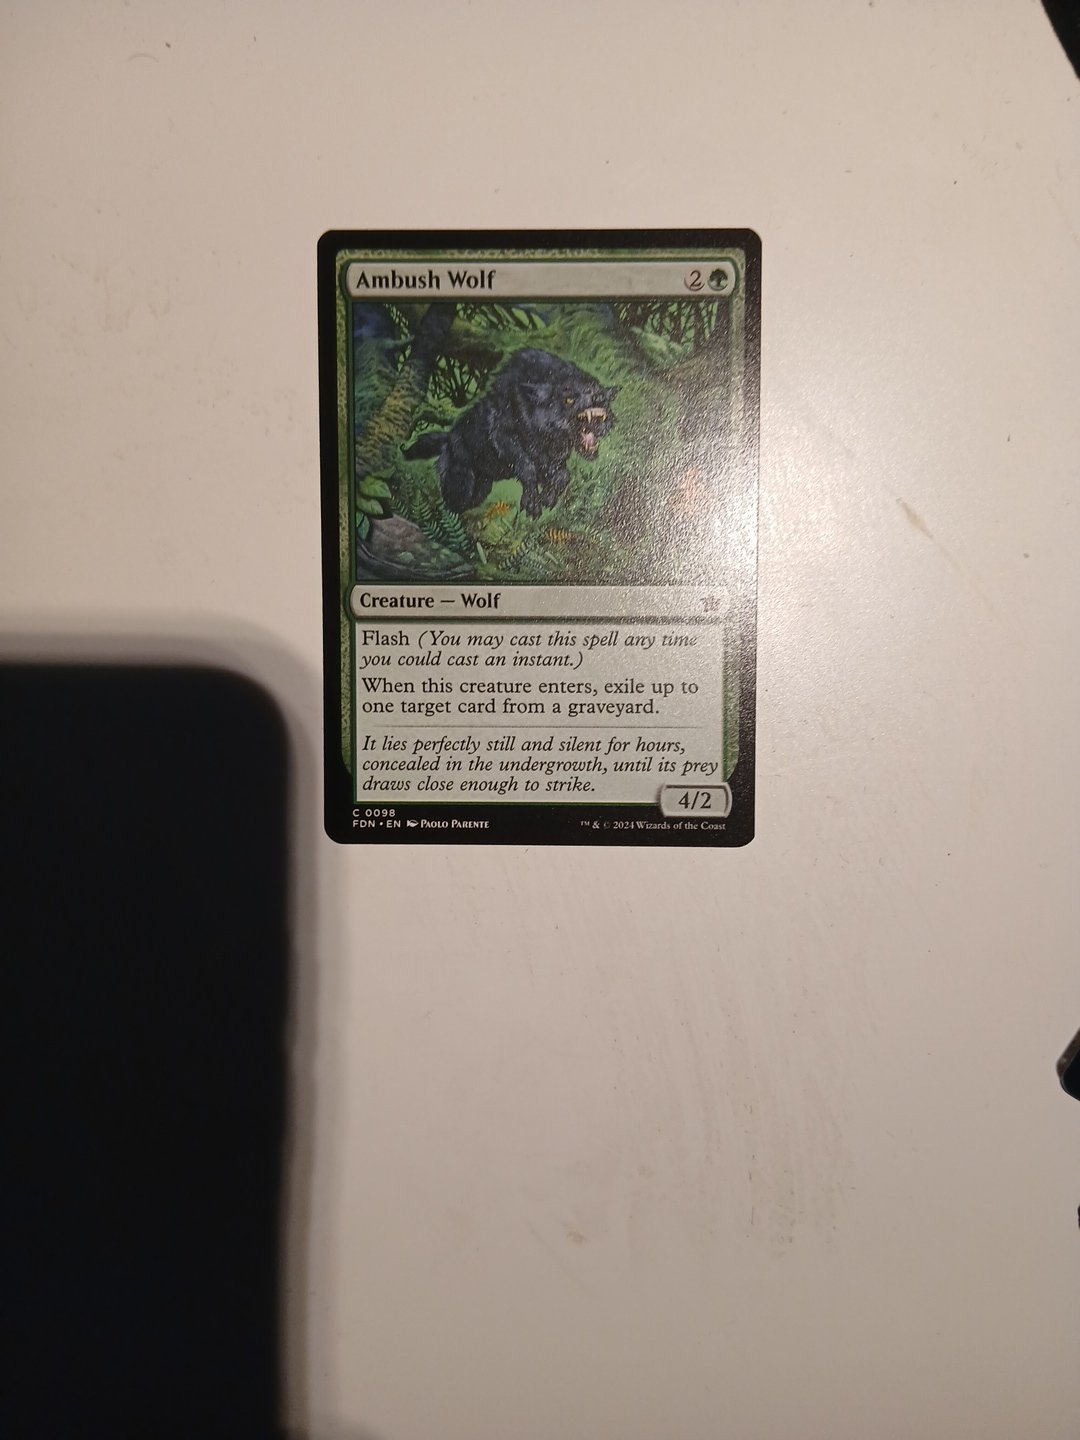 Ambush Wolf 2
Creature — Wolf
Flash (You may cast this spell any time
you could cast an instant.)
When this creature enters, exile up to
one target card from a graveyard.
It lies perfectly still and silent for hours,
concealed in the undergrowth, until its prey
draws close enough to strike.
4/2
C 0098
FDN • EN PAOLO PARENTE
™ & © 2024 Wizards of the Coast